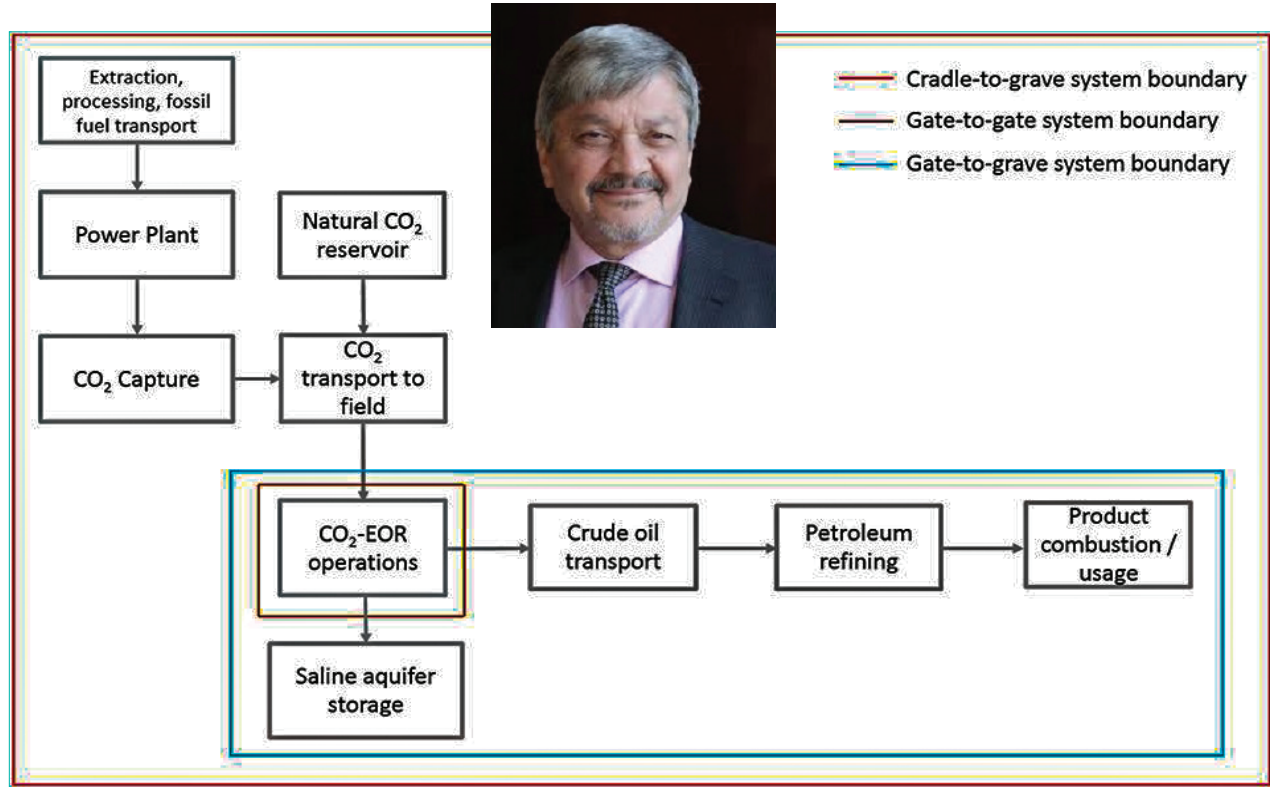 Extraction,
processing, fossil
fuel transport
Cradle-to-grave system boundary
Gate-to-gate system boundary
Gate-to-grave system boundary
Power Plant
Natural CO₂
reservoir
CO₂ Capture
CO₂
transport to
field
CO₂-EOR
operations
Crude oil
transport
Petroleum
refining
Product
combustion /
usage
Saline aquifer
storage